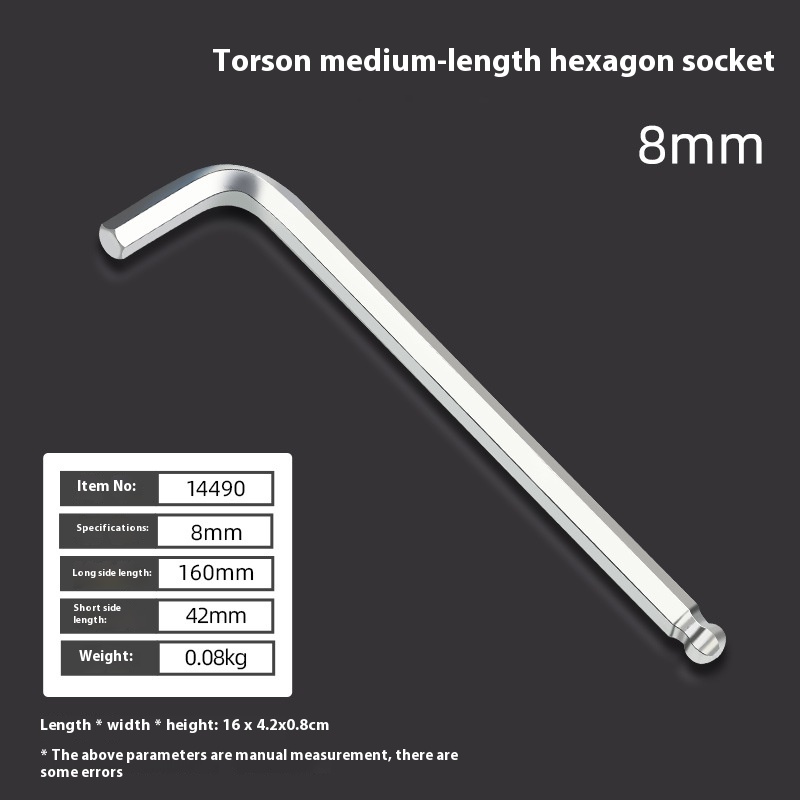 Torson medium-length hexagon socket
8mm
Item No: 14490
Specifications: 8mm
Long side length: 160mm
Short side
length: 42mm
Weight: 0.08kg
Length * width * height: 16 x 4.2x0.8cm
* The above parameters are manual measurement, there are
some errors